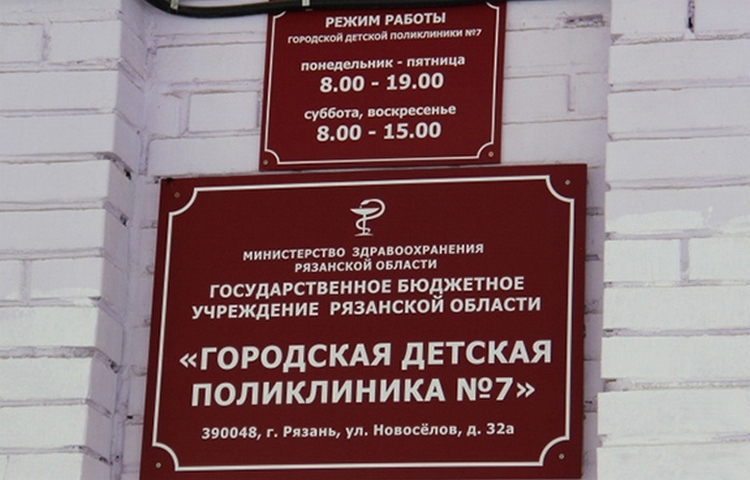 РЕЖИМ РАБОТЫ
ГОРОДСКОЙ ДЕТСКОЙ ПОЛИКЛИНИКИ №7
понедельник - пятница
8.00 - 19.00
суббота, воскресенье
8.00 - 15.00
МИНИСТЕРСТВО ЗДРАВООХРАНЕНИЯ
РЯЗАНСКОЙ ОБЛАСТИ
ГОСУДАРСТВЕННОЕ БЮДЖЕТНОЕ
УЧРЕЖДЕНИЕ РЯЗАНСКОЙ ОБЛАСТИ
«ГОРОДСКАЯ ДЕТСКАЯ
ПОЛИКЛИНИКА №7»
390048, г. Рязань, ул. Новосёлов, д. 32а